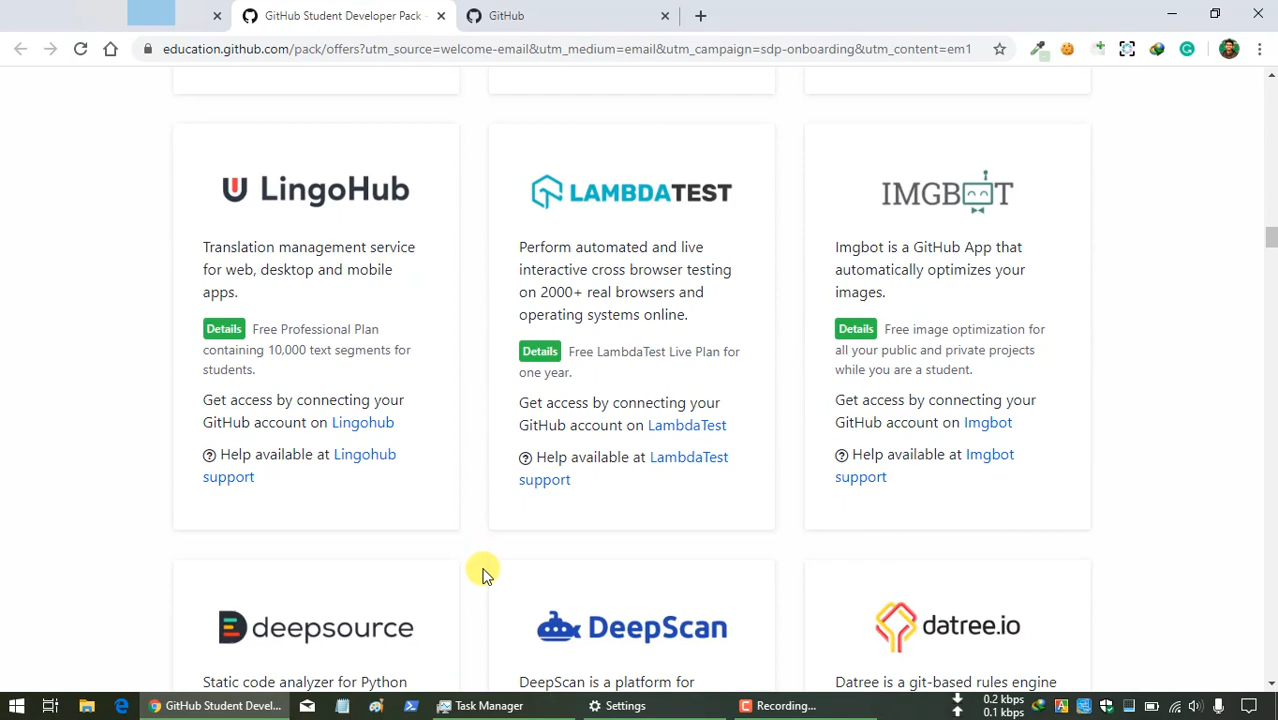 GitHub Student Developer Pack -
GitHub
education.github.com/pack/offers?utm_source=welcome-email&utm_medium=email&utm_campaign=sdp-onboarding&utm_content=em1
LingoHub
Translation management service
for web, desktop and mobile
apps.
Details Free Professional Plan
containing 10,000 text segments for
students.
Get access by connecting your
GitHub account on Lingohub
Help available at Lingohub
support
LAMBDATEST
Perform automated and live
interactive cross browser testing
on 2000+ real browsers and
operating systems online.
Details Free LambdaTest Live Plan for
one year.
Get access by connecting your
GitHub account on LambdaTest
Help available at LambdaTest
support
IMGBOT
Imgbot is a GitHub App that
automatically optimizes your
images.
Details Free image optimization for
all your public and private projects
while you are a student.
Get access by connecting your
GitHub account on Imgbot
Help available at Imgbot
support
deepsource
Static code analyzer for Python
DeepScan
DeepScan is a platform for
datree.io
Datree is a git-based rules engine
GitHub Student Devel...
Task Manager
Settings
Recording...
0.2 kbps
0.1 kbps